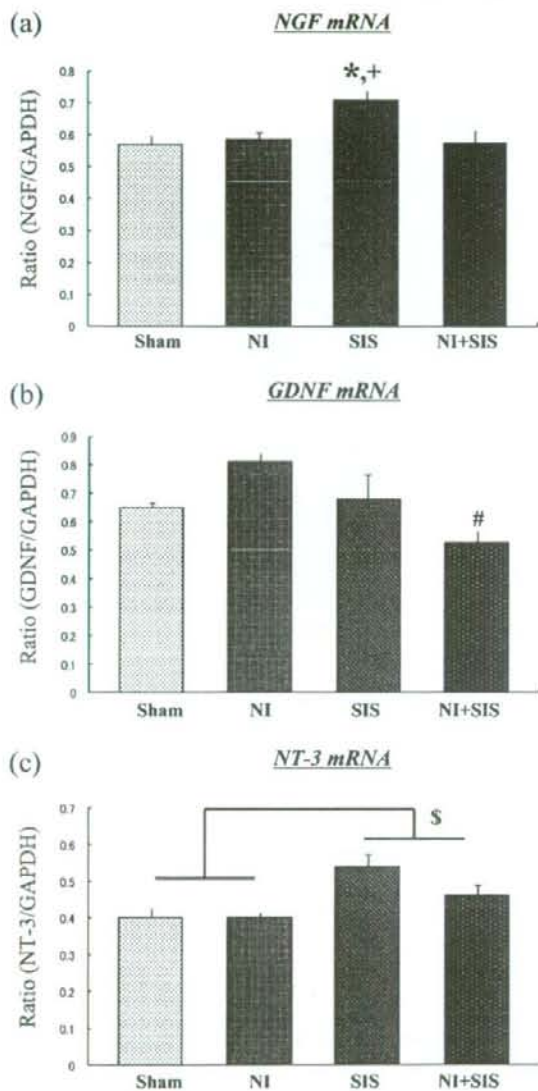 (a)
NGF mRNA
Ratio (NGF/GAPDH)
0.8
*,+
0.7
0.6
0.5
0.4
0.3
0.2
0.1
0
Sham NI SIS NI+SIS
(b)
GDNF mRNA
Ratio (GDNF/GAPDH)
0.9
0.8
0.7
0.6
#
0.5
0.4
0.3
0.2
0.1
0
Sham NI SIS NI+SIS
(c)
NT-3 mRNA
Ratio (NT-3/GAPDH)
0.7
$
0.6
0.5
0.4
0.3
0.2
0.1
0
Sham NI SIS NI+SIS